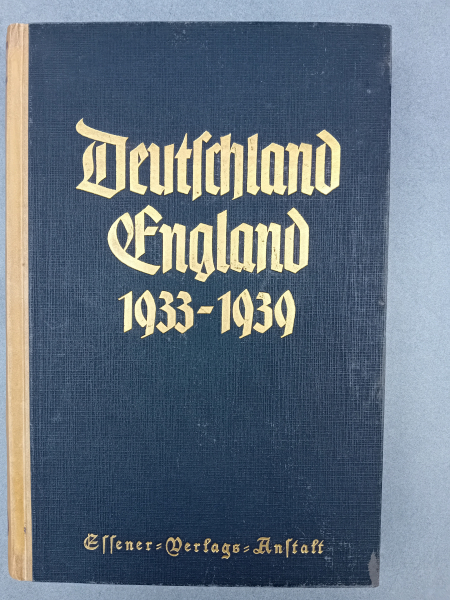 Deutſchland
England
1933-1939
Eſſener-Verlags-Anſtalt